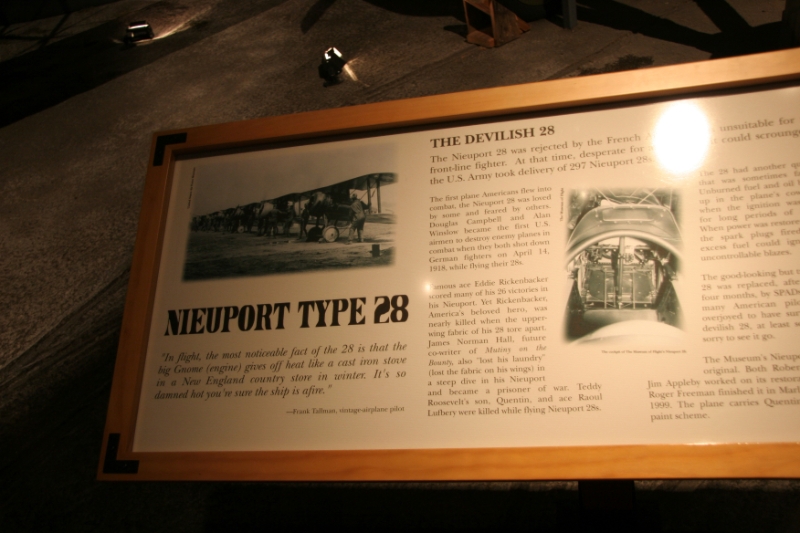 THE DEVILISH 28
The Nieuport 28 was rejected by the French unsuitable for
front-line fighter. At that time, desperate for could scroung
the U.S. Army took delivery of 297 Nieuport 28s
The first plane Americans flew into
combat, the Nieuport 28 was loved
by some and feared by others.
Douglas Campbell and Alan
Winslow became the first U.S.
airmen to destroy enemy planes in
combat when they both shot down
German fighters on April 14,
1918, while flying their 28s.
Famous ace Eddie Rickenbacker
scored many of his 26 victories in
his Nieuport. Yet Rickenbacker,
America's beloved hero, was
nearly killed when the upper-
wing fabric of his 28 tore apart.
James Norman Hall, future
co-writer of Mutiny on the
Bounty, also "lost his laundry"
(lost the fabric on his wings) in
a steep dive in his Nieuport
and became a prisoner of war. Teddy
Roosevelt's son, Quentin, and ace Raoul
Lufbery were killed while flying Nieuport 28s.
The 28 had another
that was sometimes
Unburned fuel and oil
up in the plane's
when the ignition was
for long periods of
When power was restored
the spark plugs fired
excess fuel could
uncontrollable blazes.
The good-looking but
28 was replaced, after
four months, by SPADs
many American
overjoyed to have
devilish 28, at least
sorry to see it go.
The Museum's Nieup
original. Both Rober
Jim Appleby worked on its resto
Roger Freeman finished it in Marl
1999. The plane carries Quentin
paint scheme.
NIEUPORT TYPE 28
"In flight, the most noticeable fact of the 28 is that the
big Gnome (engine) gives off heat like a cast iron stove
in a New England country store in winter. It's so
damned hot you're sure the ship is afire."
—Frank Tallman, vintage-airplane pilot